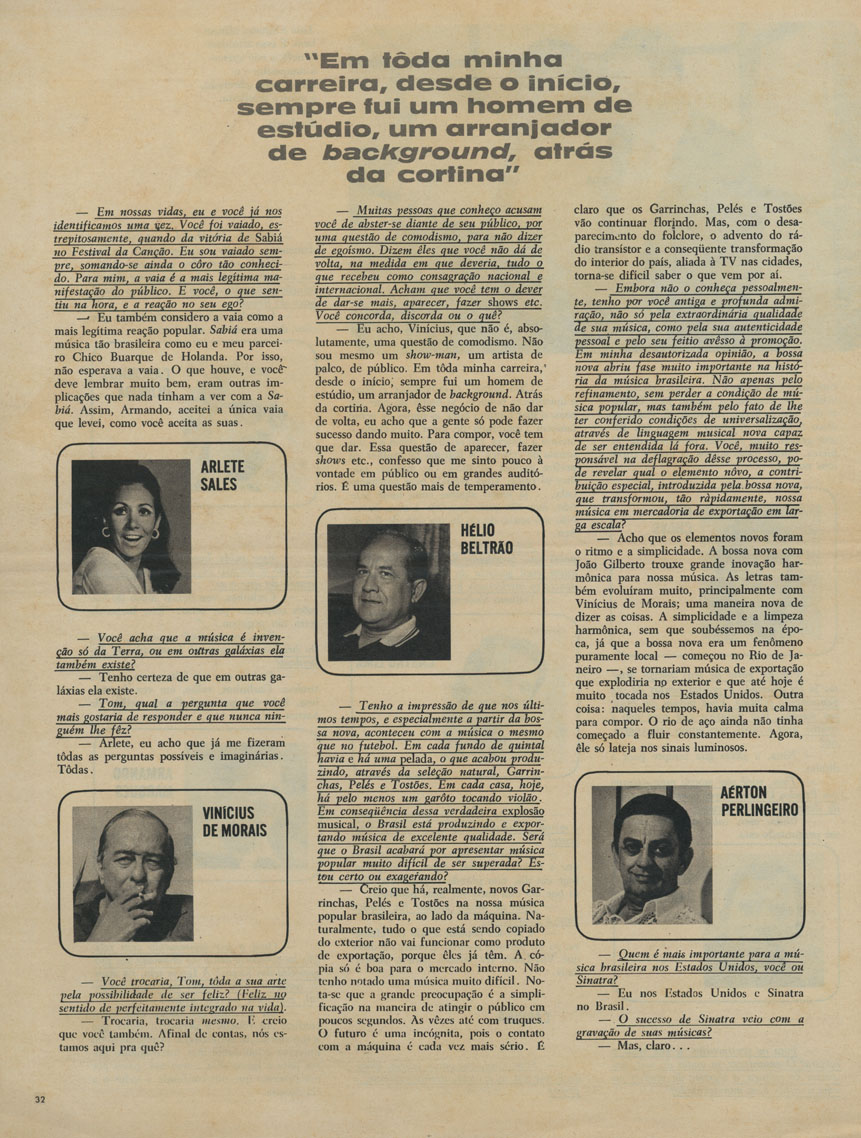 "Em tôda minha
carreira, desde o início,
sempre fui um homem de
estúdio, um arranjador
de background, atrás
da cortina"
— Em nossas vidas, eu e você já nos
identificamos uma vez. Você foi vaiado, es-
trepitosamente, quando da vitória de Sabiá
no Festival da Canção. Eu sou vaiado sem-
pre, somando-se ainda o côro tão conheci-
do. Para mim, a vaia é a mais legítima ma-
nifestação do público. E você, o que sen-
tiu na hora, e a reação no seu ego?
— Eu também considero a vaia como a
mais legítima reação popular. Sabiá era uma
música tão brasileira como eu e meu parcei-
ro Chico Buarque de Holanda. Por isso,
não esperava a vaia. O que houve, e você
deve lembrar muito bem, eram outras im-
plicações que nada tinham a ver com a Sa-
biá. Assim, Armando, aceitei a única vaia
que levei, como você aceita as suas.
ARLETE
SALES
— Você acha que a música é inven-
ção só da Terra, ou em outras galáxias ela
também existe?
— Tenho certeza de que em outras ga-
láxias ela existe.
— Tom, qual a pergunta que você
mais gostaria de responder e que nunca nin-
guém lhe fêz?
— Arlete, eu acho que já me fizeram
tôdas as perguntas possíveis e imaginárias.
Tôdas.
VINÍCIUS
DE MORAIS
— Você trocaria, Tom, tôda a sua arte
pela possibilidade de ser feliz? (Feliz no
sentido de perfeitamente integrado na vida).
— Trocaria, trocaria mesmo. E creio
que você também. Afinal de contas, nós es-
tamos aqui pra quê?
— Muitas pessoas que conheço acusam
você de abster-se diante de seu público, por
uma questão de comodismo, para não dizer
de egoísmo. Dizem êles que você não dá de
volta, na medida em que deveria, tudo o
que recebeu como consagração nacional e
internacional. Acham que você tem o dever
de dar-se mais, aparecer, fazer shows etc.
Você concorda, discorda ou o quê?
— Eu acho, Vinícius, que não é, abso-
lutamente, uma questão de comodismo. Não
sou mesmo um show-man, um artista de
palco, de público. Em tôda minha carreira,
desde o início, sempre fui um homem de
estúdio, um arranjador de background. Atrás
da cortina. Agora, êsse negócio de não dar
de volta, eu acho que a gente só pode fazer
sucesso dando muito. Para compor, você tem
que dar. Essa questão de aparecer, fazer
shows etc., confesso que me sinto pouco à
vontade em público ou em grandes auditó-
rios. É uma questão mais de temperamento.
HÉLIO
BELTRÃO
— Tenho a impressão de que nos últi-
mos tempos, e especialmente a partir da bos-
sa nova, aconteceu com a música o mesmo
que no futebol. Em cada fundo de quintal
havia e há uma pelada, o que acabou produ-
zindo, através da seleção natural, Garrin-
chas, Pelés e Tostões. Em cada casa, hoje,
há pelo menos um garôto tocando violão.
Em conseqüência dessa verdadeira explosão
musical, o Brasil está produzindo e expor-
tando música de excelente qualidade. Será
que o Brasil acabará por apresentar música
popular muito difícil de ser superada? Es-
tou certo ou exagerando?
— Creio que há, realmente, novos Gar-
rinchas, Pelés e Tostões na nossa música
popular brasileira, ao lado da máquina. Na-
turalmente, tudo o que está sendo copiado
do exterior não vai funcionar como produto
de exportação, porque êles já têm. A có-
pia só é boa para o mercado interno. Não
tenho notado uma música muito difícil. No-
ta-se que a grande preocupação é a simpli-
ficação na maneira de atingir o público em
poucos segundos. Às vêzes até com truques.
O futuro é uma incógnita, pois o contato
com a máquina é cada vez mais sério. É
claro que os Garrinchas, Pelés e Tostões
vão continuar florindo. Mas, com o desa-
parecimento do folclore, o advento do rá-
dio transistor e a conseqüente transformação
do interior do país, aliada à TV nas cidades,
torna-se difícil saber o que vem por aí.
— Embora não o conheça pessoalmen-
te, tenho por você antiga e profunda admi-
ração, não só pela extraordinária qualidade
de sua música, como pela sua autenticidade
pessoal e pelo seu feitio avêsso à promoção.
Em minha desautorizada opinião, a bossa
nova abriu fase muito importante na histó-
ria da música brasileira. Não apenas pelo
refinamento, sem perder a condição de mú-
sica popular, mas também pelo fato de lhe
ter conferido condições de universalização,
através de linguagem musical nova capaz
de ser entendida lá fora. Você, muito res-
ponsável na deflagração dêsse processo, po-
de revelar qual o elemento nôvo, a contri-
buição especial, introduzida pela bossa nova,
que transformou, tão ràpidamente, nossa
música em mercadoria de exportação em lar-
ga escala?
— Acho que os elementos novos foram
o ritmo e a simplicidade. A bossa nova com
João Gilberto trouxe grande inovação har-
mônica para nossa música. As letras tam-
bém evoluíram muito, principalmente com
Vinícius de Morais; uma maneira nova de
dizer as coisas. A simplicidade e a limpeza
harmônica, sem que soubéssemos na épo-
ca, já que a bossa nova era um fenômeno
puramente local — começou no Rio de Ja-
neiro —, se tornariam música de exportação
que explodiria no exterior e que até hoje é
muito tocada nos Estados Unidos. Outra
coisa: naqueles tempos, havia muita calma
para compor. O rio de aço ainda não tinha
começado a fluir constantemente. Agora,
êle só lateja nos sinais luminosos.
AÉRTON
PERLINGEIRO
— Quem é mais importante para a mú-
sica brasileira nos Estados Unidos, você ou
Sinatra?
— Eu nos Estados Unidos e Sinatra
no Brasil.
— O sucesso de Sinatra veio com a
gravação de suas músicas?
— Mas, claro...
32